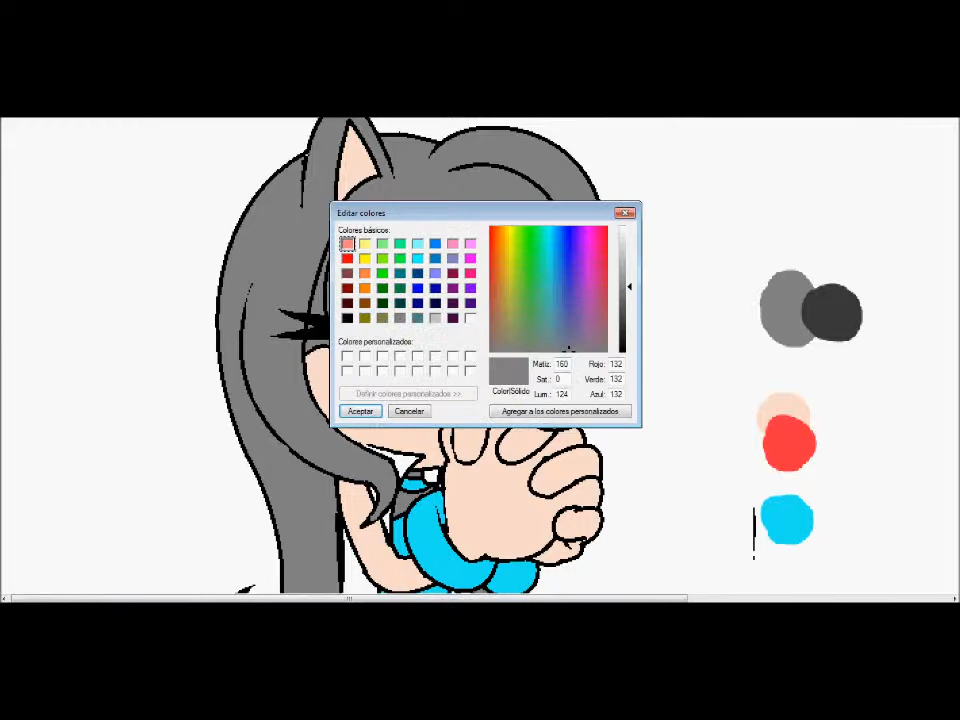 Editar colores
Colores básicos:
Colores personalizados:
Definir colores personalizados >>
Aceptar
Cancelar
Color|Sólido
Matiz: 160
Sat.: 0
Lum.: 124
Rojo: 132
Verde: 132
Azul: 132
Agregar a los colores personalizados